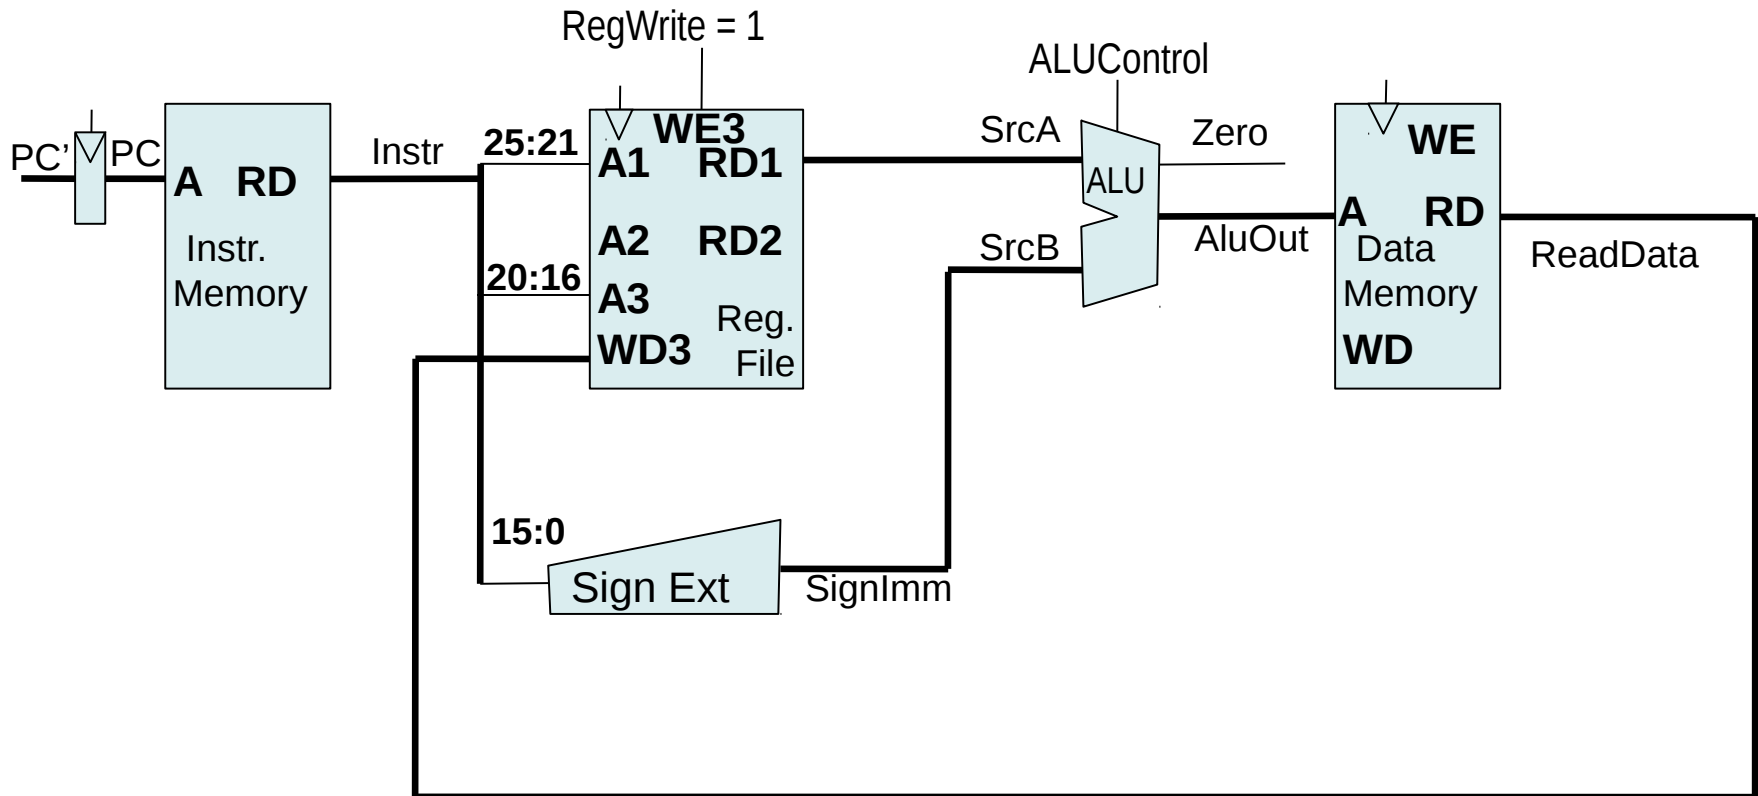 RegWrite = 1
ALUControl
PC’
PC
A RD
Instr.
Memory
Instr
25:21
20:16
15:0
WE3
A1 RD1
A2 RD2
A3
WD3
Reg.
File
Sign Ext
SignImm
SrcA
SrcB
ALU
Zero
AluOut
WE
A RD
Data
Memory
WD
ReadData